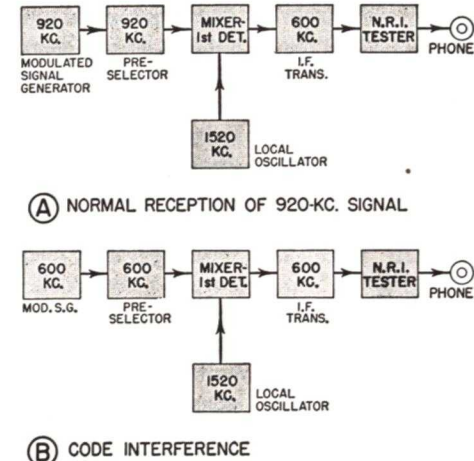 920 KC.
920 KC.
MIXER-
1st DET.
600 KC.
N.R.I.
TESTER
PHONE
MODULATED
SIGNAL
GENERATOR
PRE-
SELECTOR
I.F.
TRANS.
1520 KC.
LOCAL
OSCILLATOR
A NORMAL RECEPTION OF 920-KC. SIGNAL
600 KC.
600 KC.
MIXER-
1st DET.
600 KC.
N.R.I.
TESTER
PHONE
MOD. S.G.
PRE-
SELECTOR
I.F.
TRANS.
1520 KC.
LOCAL
OSCILLATOR
B CODE INTERFERENCE